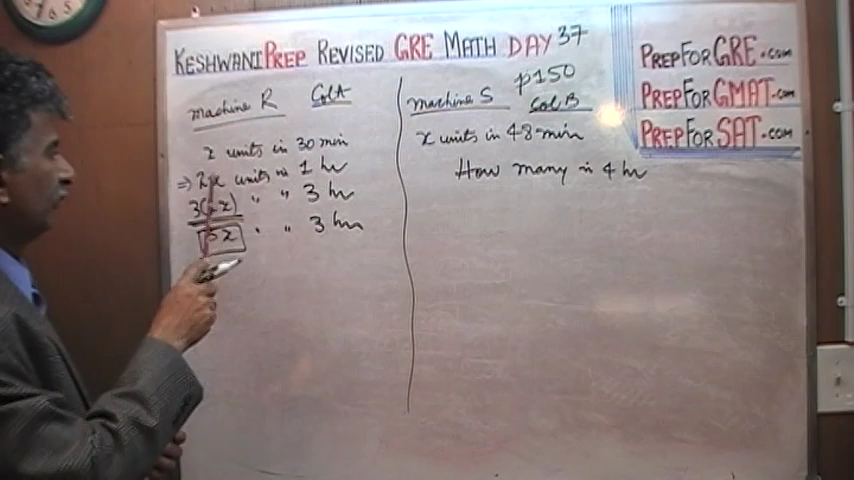 KESHWANIPREP REVISED GRE MATH DAY 37
PREPFORGRE.com
PREPFORGMAT.com
PREPFORSAT.com
p150
Machine R Col A
x units in 30 min
⇒ 2x units in 1 hr
3(2x) " " 3 hr
6x " " 3 hr
Machine S Col B
x units in 48 min
How many in 4 hr